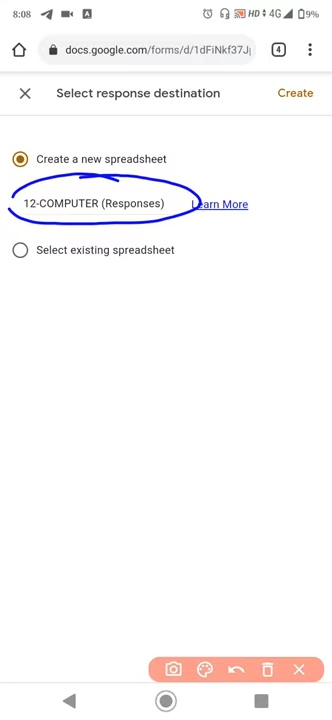 8:08 A HD 4G 9%
docs.google.com/forms/d/1dFiNkf37J
4
Select response destination Create
Create a new spreadsheet
12-COMPUTER (Responses) Learn More
Select existing spreadsheet